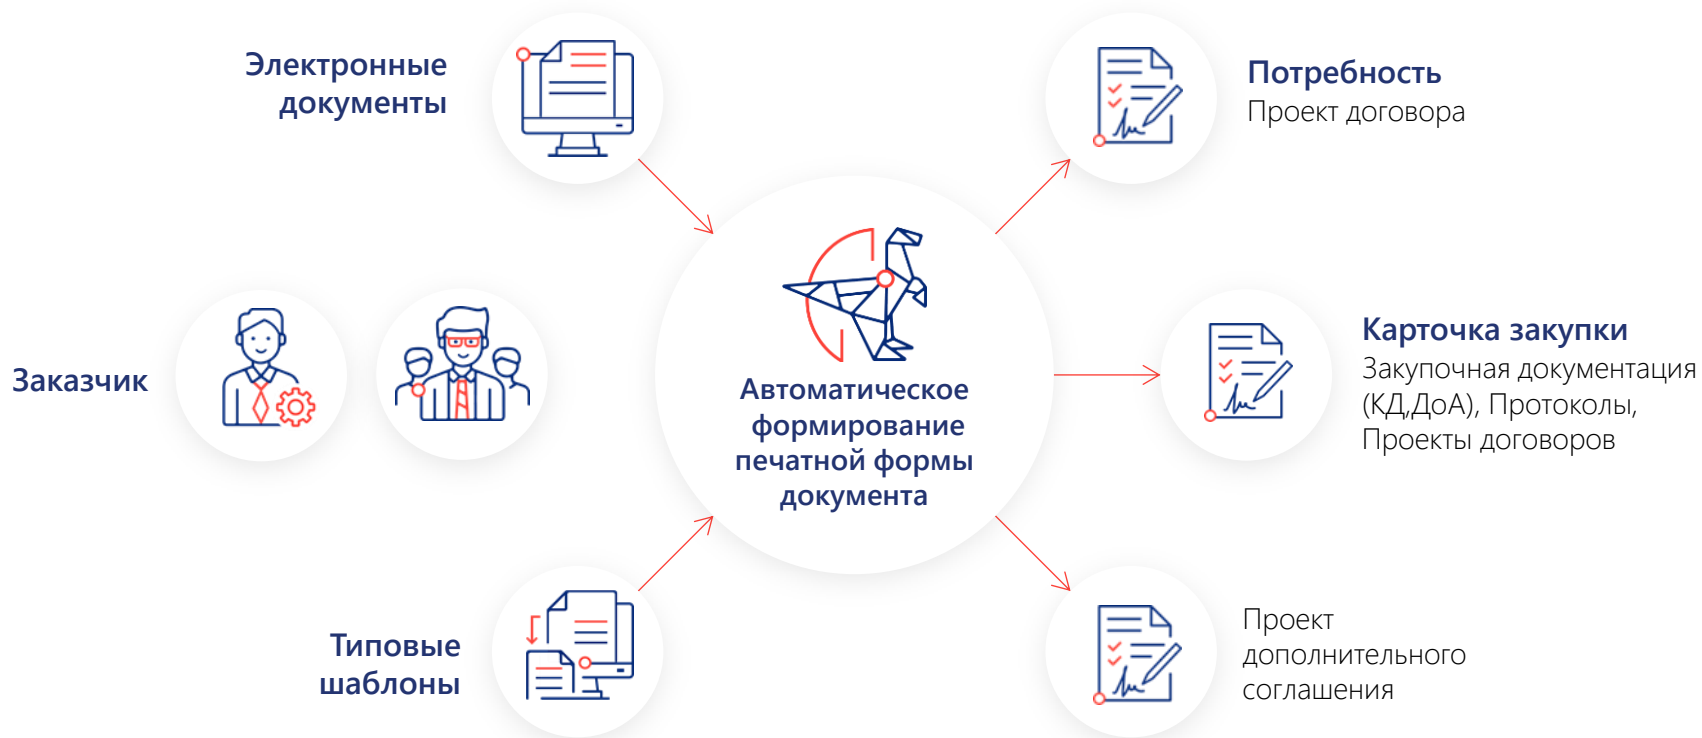 Электронные
документы
Потребность
Проект договора
Заказчик
Автоматическое
формирование
печатной формы
документа
Карточка закупки
Закупочная документация
(КД,ДоА), Протоколы,
Проекты договоров
Типовые
шаблоны
Проект
дополнительного
соглашения